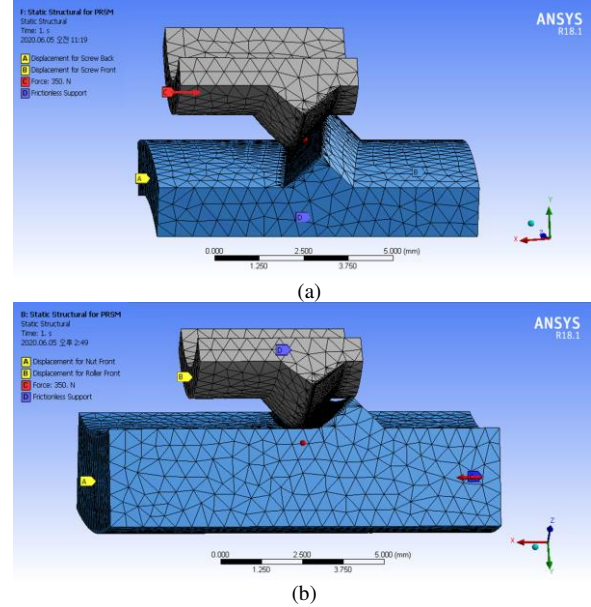 F: Static Structural for PRSM
Static Structural
Time: 1. s
2020.06.05 오전 11:19
A Displacement for Screw Back
B Displacement for Screw Front
C Force: 350. N
D Frictionless Support
ANSYS
R18.1
C
A
B
D
0.000 2.500 5.000 (mm)
1.250 3.750
Y
X
Z
(a)
B: Static Structural for PRSM
Static Structural
Time: 1. s
2020.06.05 오후 2:49
A Displacement for Nut Front
B Displacement for Roller Front
C Force: 350. N
D Frictionless Support
ANSYS
R18.1
D
B
A
0.000 2.500 5.000 (mm)
1.250 3.750
Z
X
Y
(b)